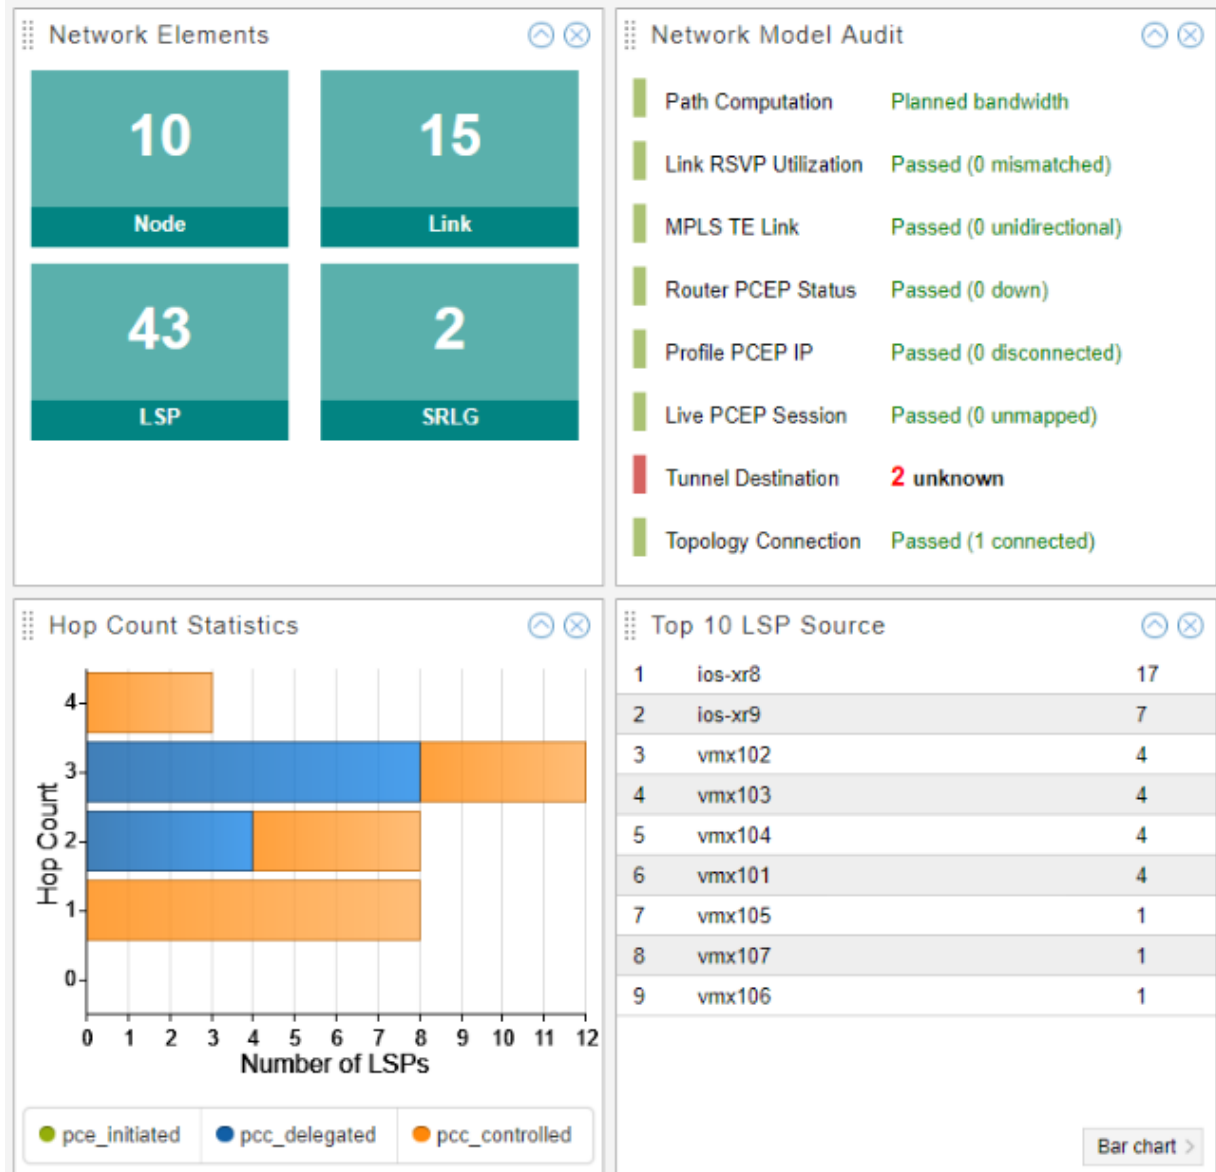 Network Elements
10
Node
15
Link
43
LSP
2
SRLG
Network Model Audit
Path Computation Planned bandwidth
Link RSVP Utilization Passed (0 mismatched)
MPLS TE Link Passed (0 unidirectional)
Router PCEP Status Passed (0 down)
Profile PCEP IP Passed (0 disconnected)
Live PCEP Session Passed (0 unmapped)
Tunnel Destination 2 unknown
Topology Connection Passed (1 connected)
Hop Count Statistics
Hop Count
4
3
2
1
0
0 1 2 3 4 5 6 7 8 9 10 11 12
Number of LSPs
pce_initiated pcc_delegated pcc_controlled
Top 10 LSP Source
1 ios-xr8 17
2 ios-xr9 7
3 vmx102 4
4 vmx103 4
5 vmx104 4
6 vmx101 4
7 vmx105 1
8 vmx107 1
9 vmx106 1
Bar chart >